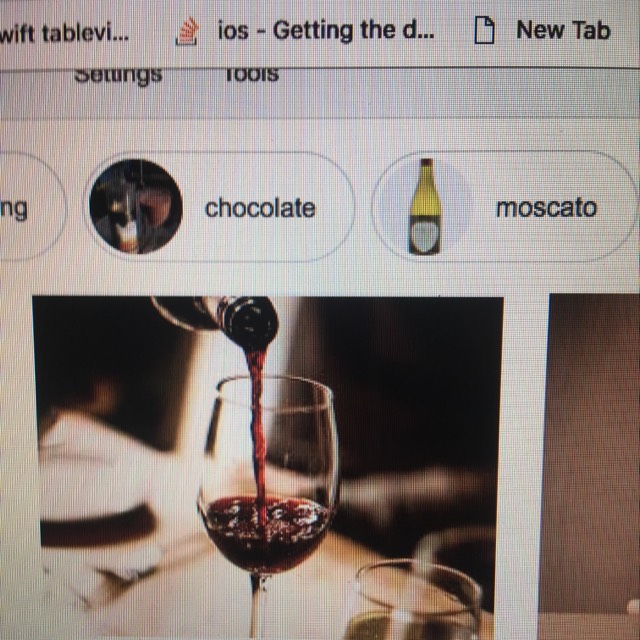 wift tablevi...
ios - Getting the d...
New Tab
Settings
Tools
ng
chocolate
moscato